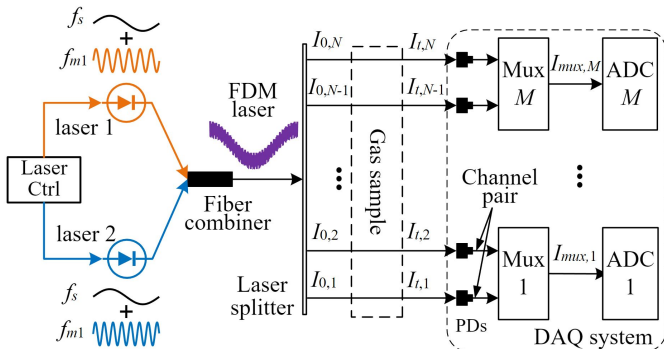 fs
+
fm1
laser 1
Laser
Ctrl
laser 2
fs
+
fm1
FDM
laser
Fiber
combiner
Laser
splitter
I0,N
I0,N-1
I0,2
I0,1
Gas sample
It,N
It,N-1
It,2
It,1
Channel
pair
PDs
Mux
M
Imux,M
ADC
M
Mux
1
Imux,1
ADC
1
DAQ system